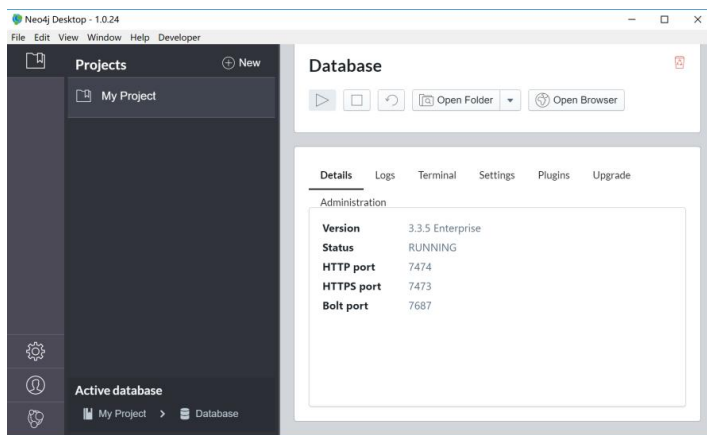 Neo4j Desktop - 1.0.24
File Edit View Window Help Developer
Projects
New
My Project
Active database
My Project > Database
Database
Open Folder
Open Browser
Details Logs Terminal Settings Plugins Upgrade
Administration
Version 3.3.5 Enterprise
Status RUNNING
HTTP port 7474
HTTPS port 7473
Bolt port 7687